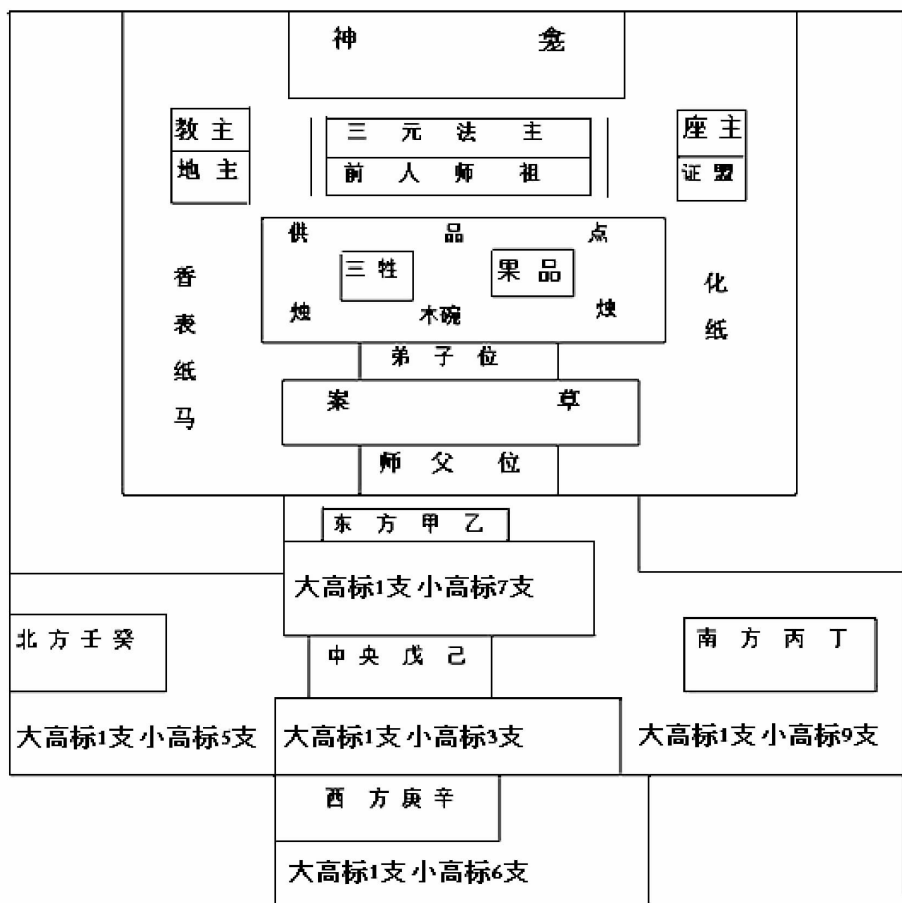 神 龛
教 主
三 元 法 主
座 主
地 主
前 人 师 祖
证 盟
供 品 点
三 牲
果 品
烛 木碗 烛
香表纸马
化纸
弟 子 位
案 草
师 父 位
东 方 甲 乙
大高标1支 小高标7支
北 方 壬 癸
中 央 戊 己
南 方 丙 丁
大高标1支 小高标5支
大高标1支 小高标3支
大高标1支 小高标9支
西 方 庚 辛
大高标1支 小高标6支